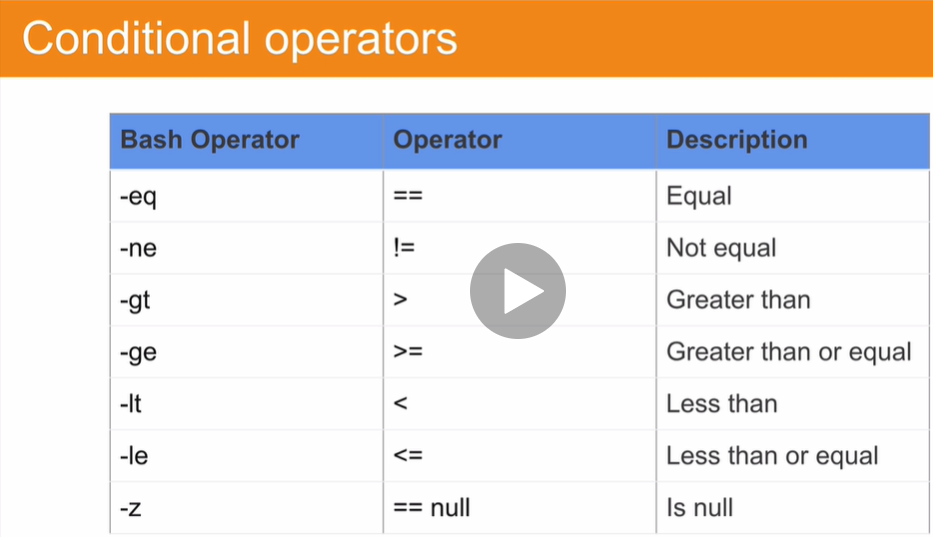 Conditional operators
Bash Operator Operator Description
-eq == Equal
-ne != Not equal
-gt > Greater than
-ge >= Greater than or equal
-lt < Less than
-le <= Less than or equal
-z == null Is null